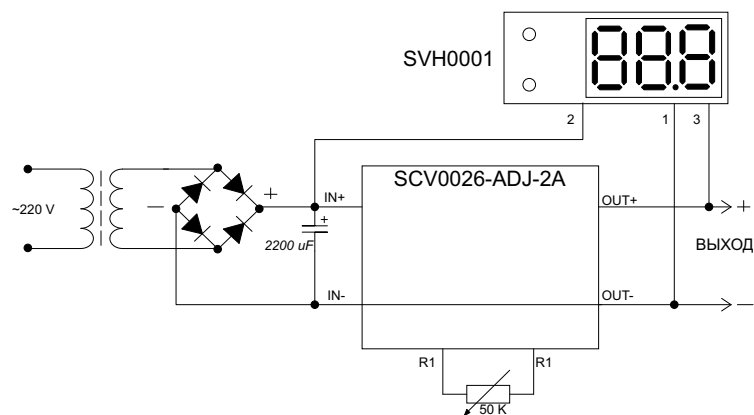 88.8
SVH0001
2
1
3
SCV0026-ADJ-2A
IN+
OUT+
+
−
+
~220 V
+
2200 uF
ВЫХОД
IN-
OUT-
−
R1
R1
50 K